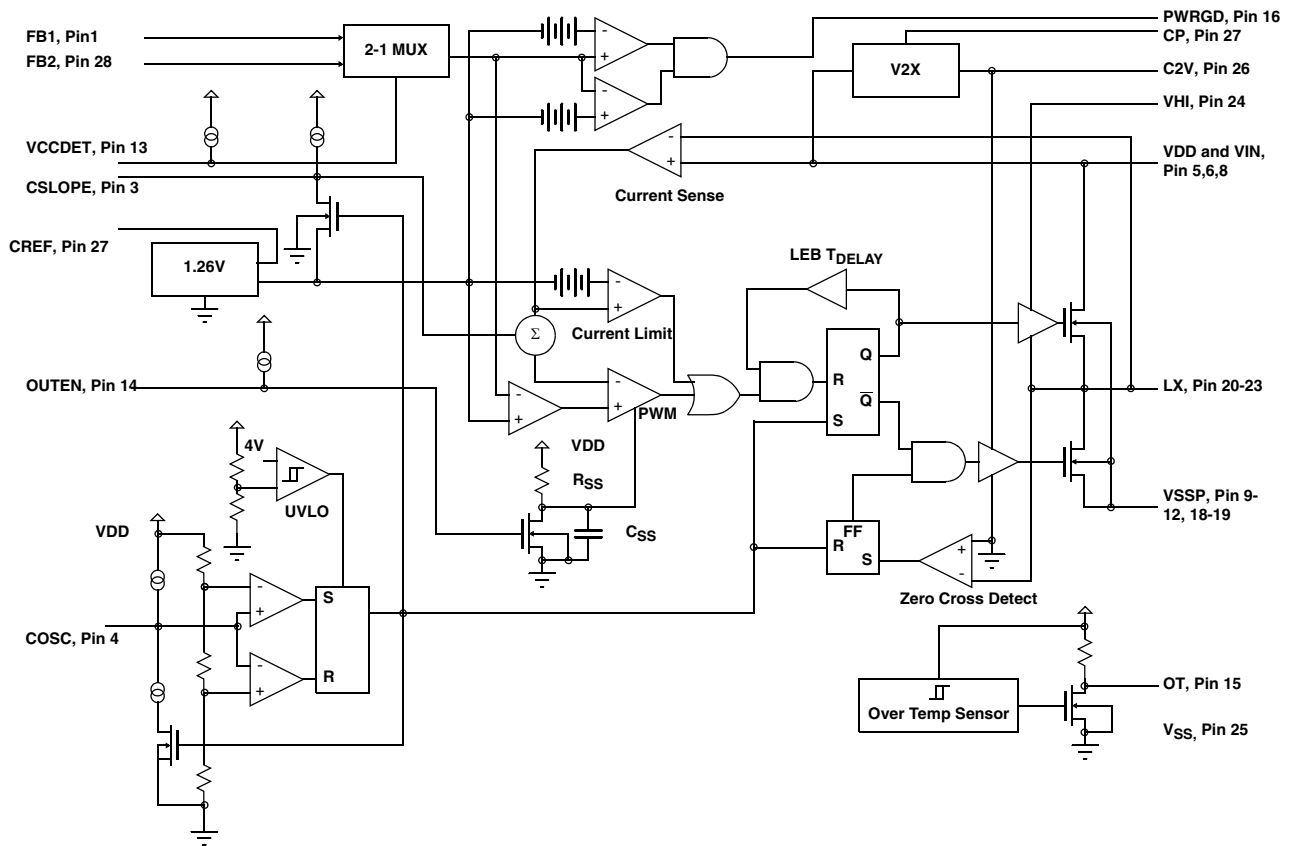 FB1, Pin1
FB2, Pin 28
2-1 MUX
- +
- +
PWRGD, Pin 16
CP, Pin 27
V2X
C2V, Pin 26
VHI, Pin 24
VCCDET, Pin 13
CSLOPE, Pin 3
- +
Current Sense
VDD and VIN,
Pin 5,6,8
CREF, Pin 27
1.26V
LEB TDELAY
- +
Current Limit
Σ
OUTEN, Pin 14
- +
- +
PWM
Q
R
Q
S
LX, Pin 20-23
4V
UVLO
VDD
RSS
CSS
VSSP, Pin 9-
12, 18-19
VDD
FF
R
S
+ -
Zero Cross Detect
- +
S
COSC, Pin 4
- +
R
Over Temp Sensor
OT, Pin 15
VSS, Pin 25